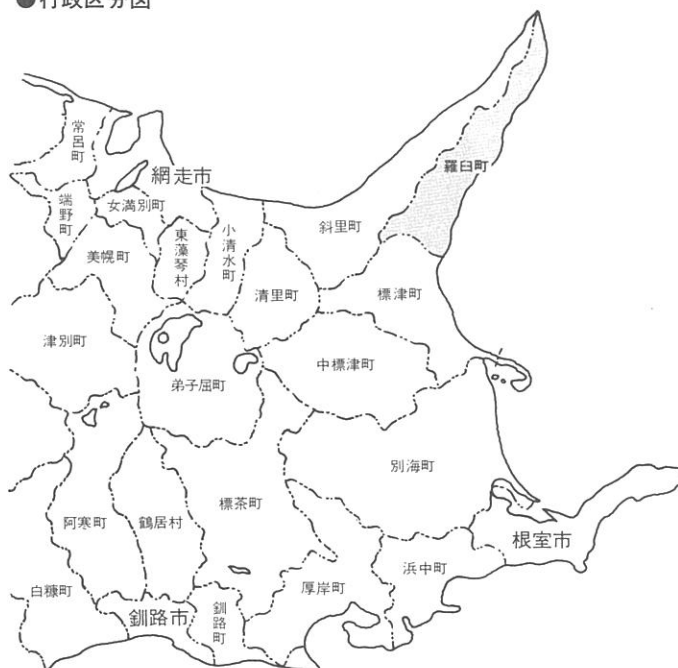 ●行政区分図
常呂町
網走市
羅臼町
端野町
女満別町
東藻琴村
小清水町
斜里町
美幌町
清里町
標津町
津別町
弟子屈町
中標津町
別海町
標茶町
阿寒町
鶴居村
根室市
浜中町
白糠町
釧路市
釧路町
厚岸町